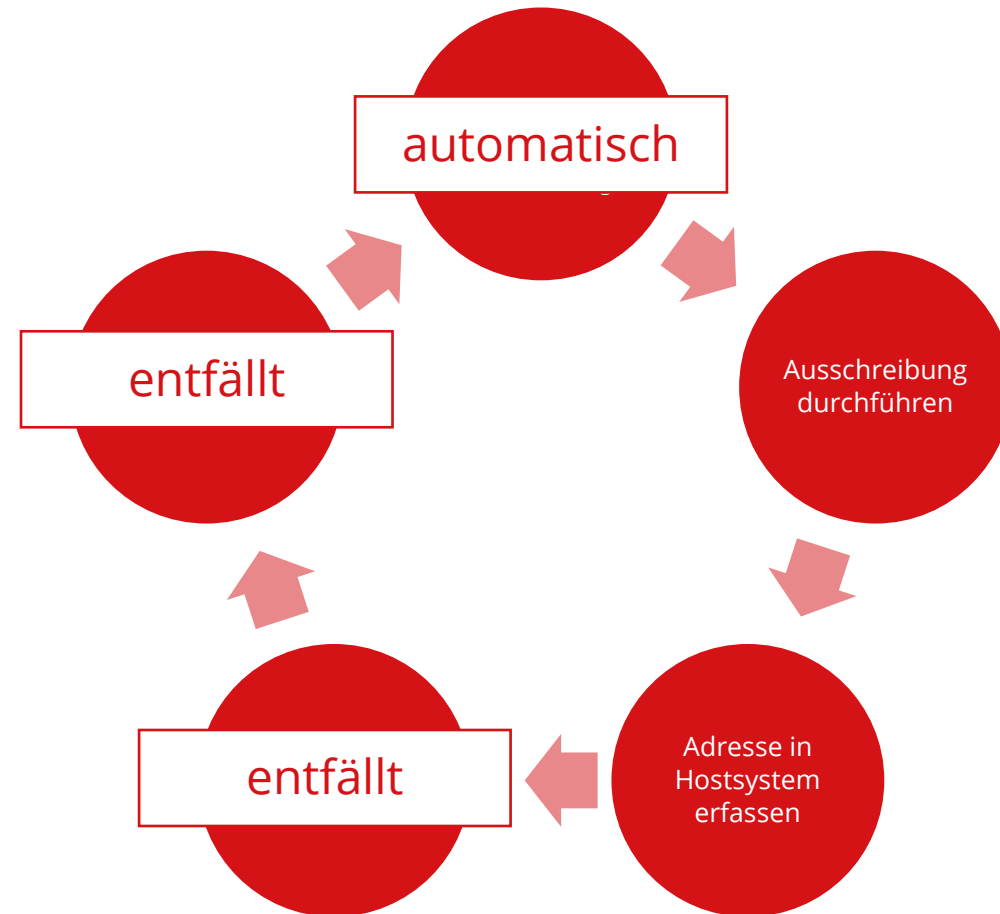 automatisch
entfällt
Ausschreibung
durchführen
entfällt
Adresse in
Hostsystem
erfassen